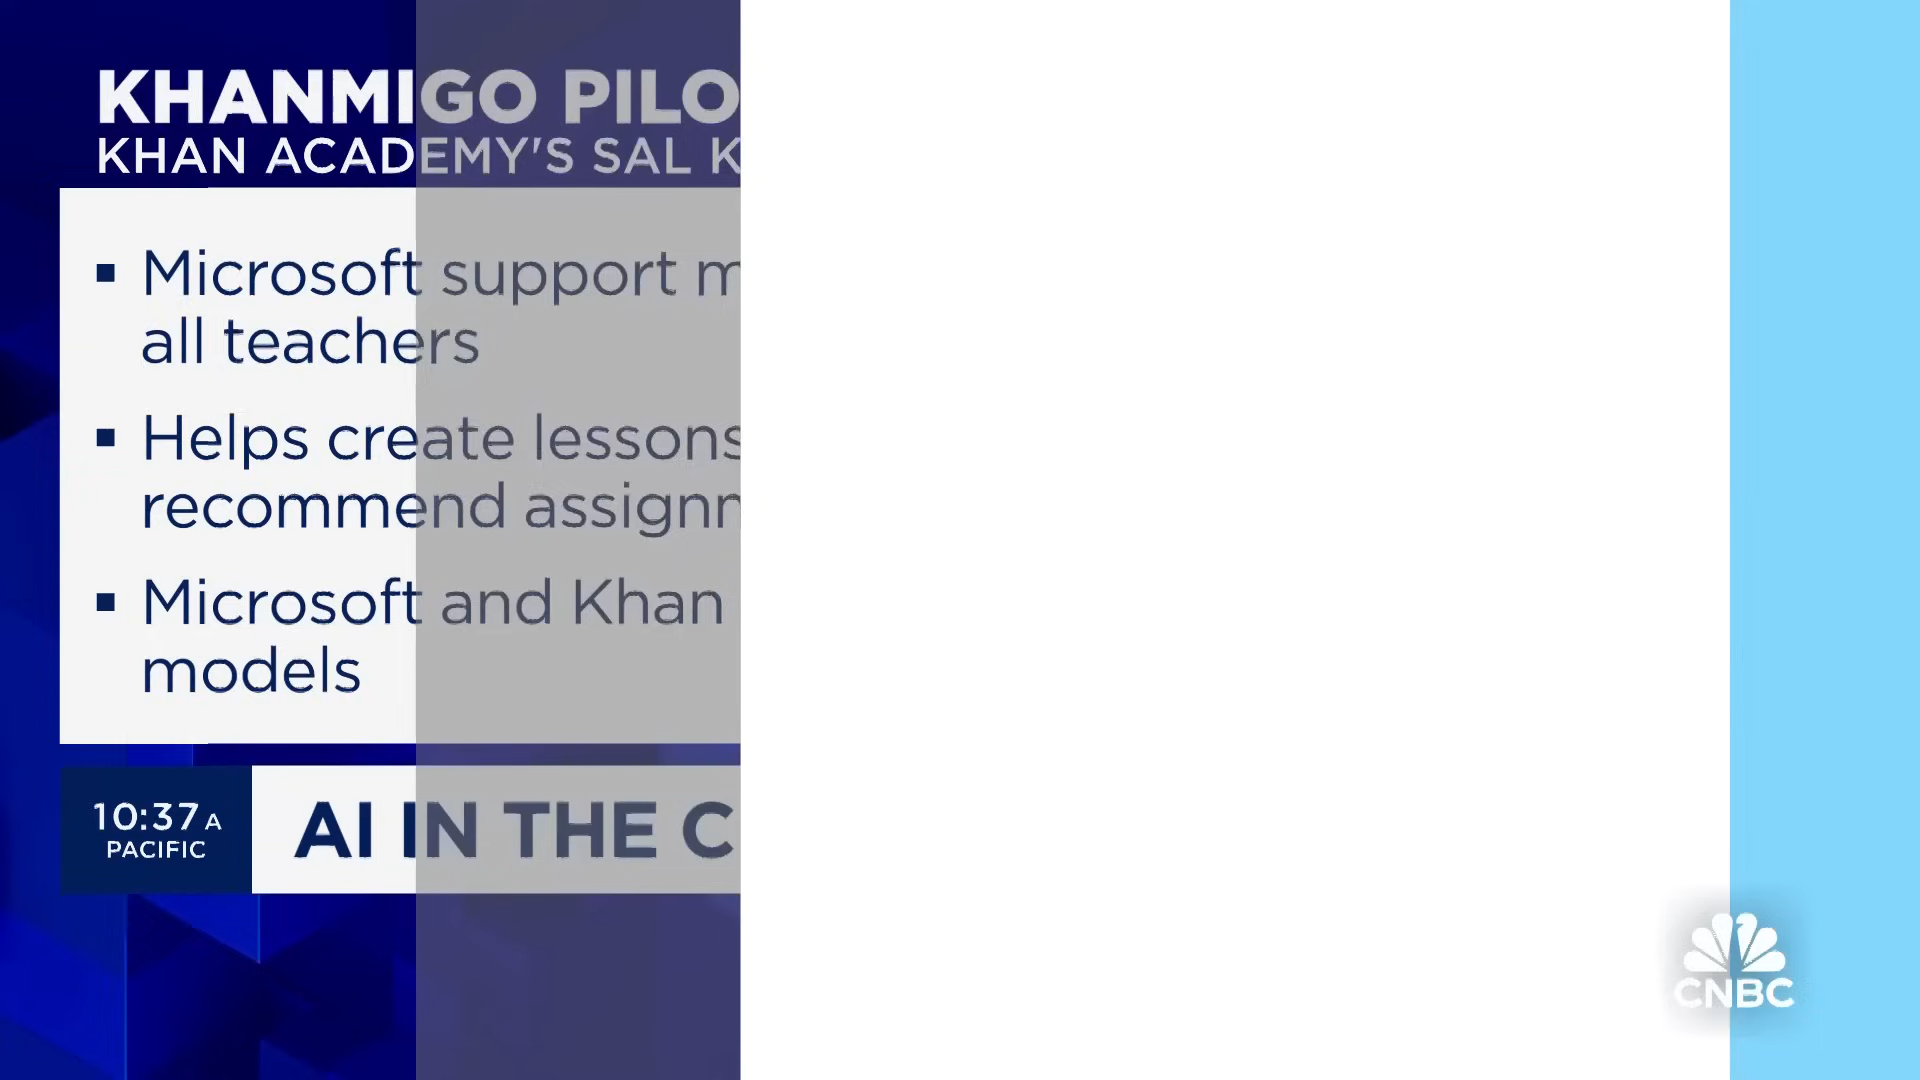 KHANMIGO PILO
KHAN ACADEMY'S SAL K
▪ Microsoft support m
all teachers
▪ Helps create lessons
recommend assignm
▪ Microsoft and Khan
models
10:37 A
PACIFIC
AI IN THE C
CNBC